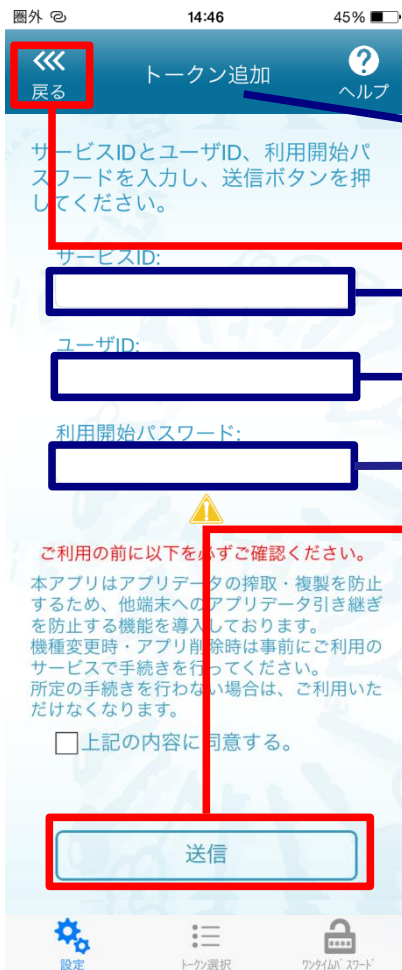 圏外
14:46
45%
戻る
トークン追加
ヘルプ
サービスIDとユーザID、利用開始パ
スワードを入力し、送信ボタンを押
してください。
サービスID:
ユーザID:
利用開始パスワード:
ご利用の前に以下を必ずご確認ください。
本アプリはアプリデータの搾取・複製を防止
するため、他端末へのアプリデータ引き継ぎ
を防止する機能を導入しております。
機種変更時・アプリ削除時は事前にご利用の
サービスで手続きを行ってください。
所定の手続きを行わない場合は、ご利用いた
だけなくなります。
上記の内容に同意する。
送信
設定
トークン選択
ワンタイムパスワード